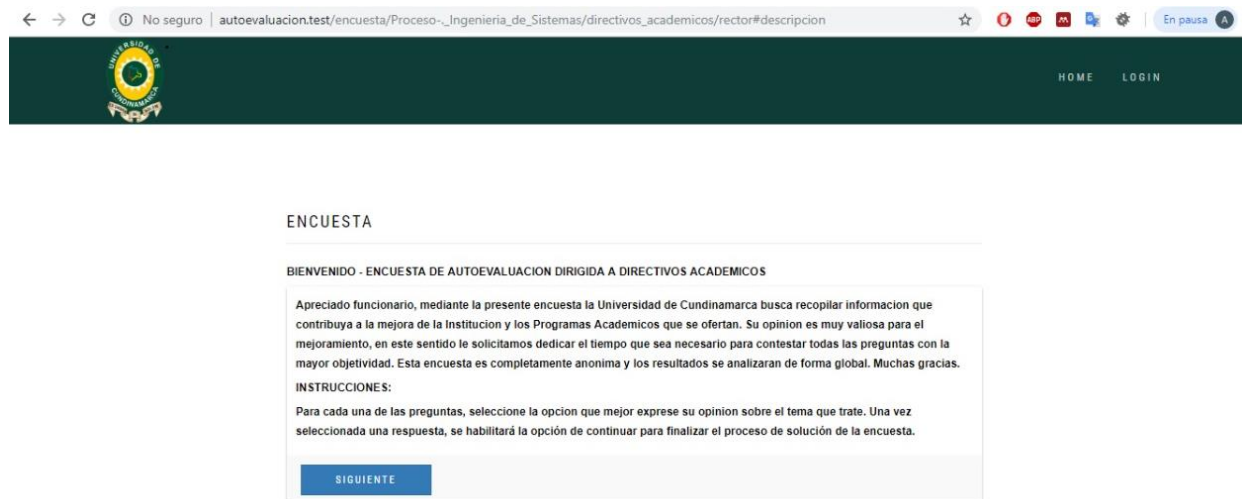 No seguro | autoevaluacion.test/encuesta/Proceso-._Ingenieria_de_Sistemas/directivos_academicos/rector#descripcion
ABP
En pausa
A
UNIVERSIDAD DE
CUNDINAMARCA
HOME LOGIN
ENCUESTA
BIENVENIDO - ENCUESTA DE AUTOEVALUACION DIRIGIDA A DIRECTIVOS ACADEMICOS
Apreciado funcionario, mediante la presente encuesta la Universidad de Cundinamarca busca recopilar informacion que
contribuya a la mejora de la Institucion y los Programas Academicos que se ofertan. Su opinion es muy valiosa para el
mejoramiento, en este sentido le solicitamos dedicar el tiempo que sea necesario para contestar todas las preguntas con la
mayor objetividad. Esta encuesta es completamente anonima y los resultados se analizaran de forma global. Muchas gracias.
INSTRUCCIONES:
Para cada una de las preguntas, seleccione la opcion que mejor exprese su opinion sobre el tema que trate. Una vez
seleccionada una respuesta, se habilitará la opción de continuar para finalizar el proceso de solución de la encuesta.
SIGUIENTE